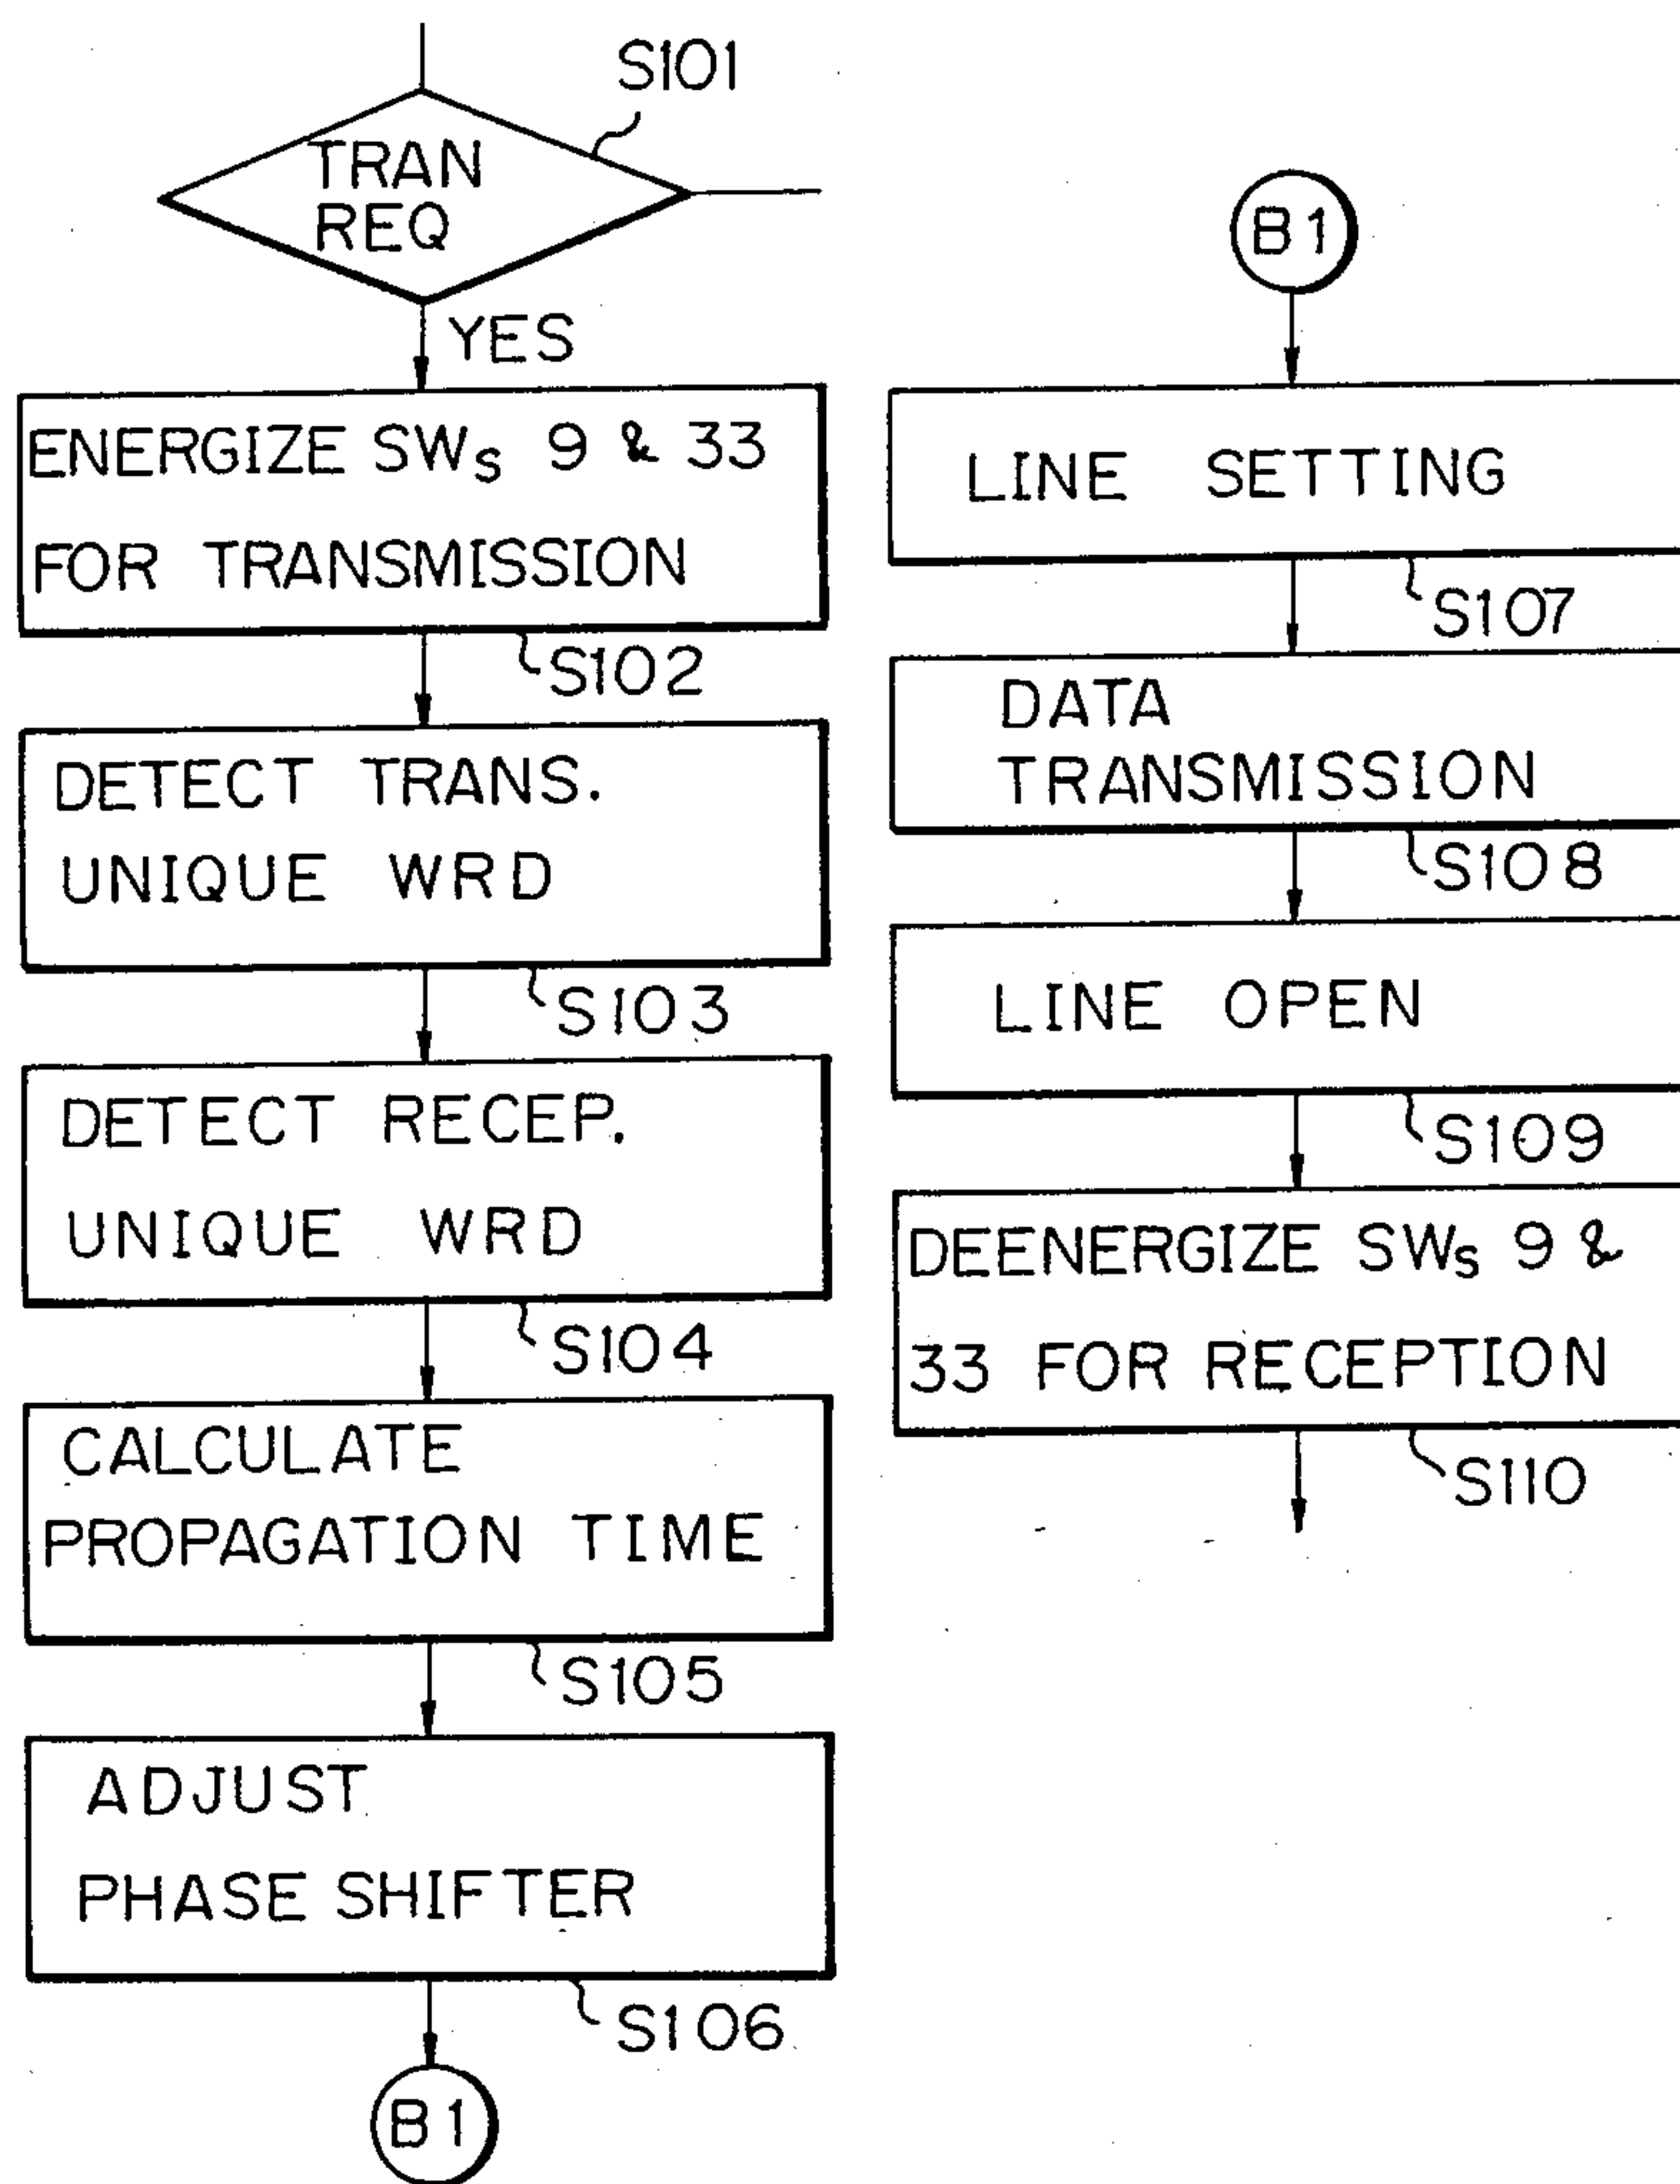 S101
TRAN
REQ
YES
ENERGIZE SWs 9 & 33
FOR TRANSMISSION
S102
DETECT TRANS.
UNIQUE WRD
S103
DETECT RECEP.
UNIQUE WRD
S104
CALCULATE
PROPAGATION TIME
S105
ADJUST
PHASE SHIFTER
S106
B1
B1
LINE SETTING
S107
DATA
TRANSMISSION
S108
LINE OPEN
S109
DEENERGIZE SWs 9 &
33 FOR RECEPTION
S110